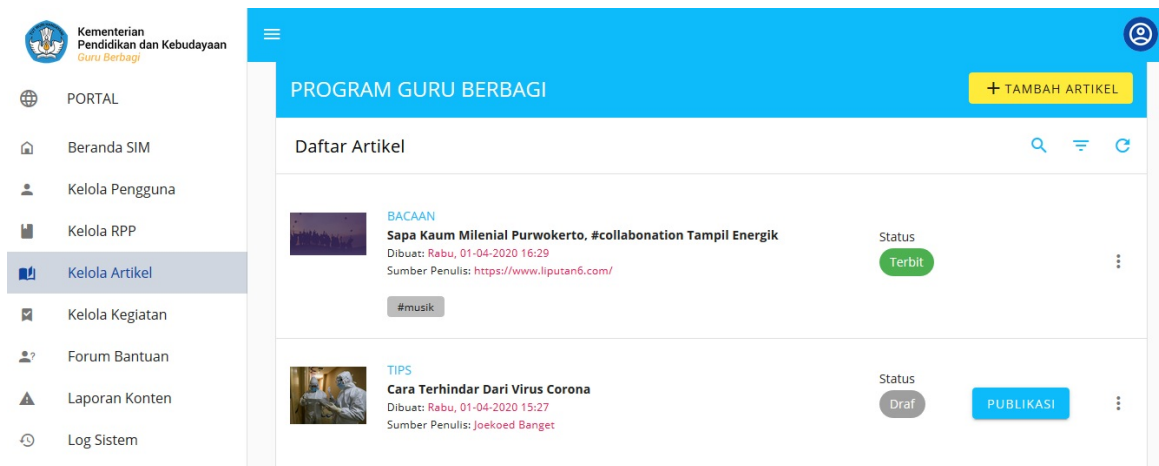 Kementerian
Pendidikan dan Kebudayaan
Guru Berbagi
PORTAL
Beranda SIM
Kelola Pengguna
Kelola RPP
Kelola Artikel
Kelola Kegiatan
Forum Bantuan
Laporan Konten
Log Sistem
PROGRAM GURU BERBAGI
+ TAMBAH ARTIKEL
Daftar Artikel
BACAAN
Sapa Kaum Milenial Purwokerto, #collabonation Tampil Energik
Dibuat: Rabu, 01-04-2020 16:29
Sumber Penulis: https://www.liputan6.com/
#musik
Status
Terbit
TIPS
Cara Terhindar Dari Virus Corona
Dibuat: Rabu, 01-04-2020 15:27
Sumber Penulis: Joekoed Banget
Status
Draf
PUBLIKASI